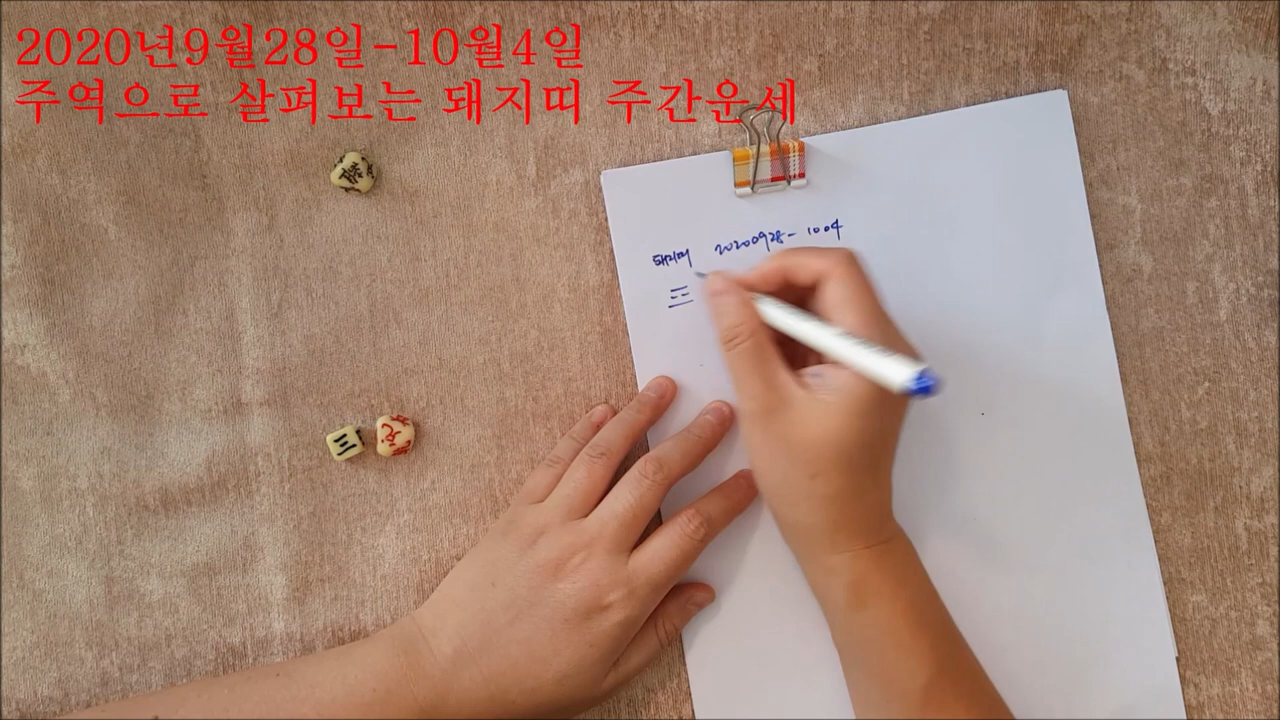 2020년9월28일-10월4일
주역으로 살펴보는 돼지띠 주간운세
돼지띠 20200928-1004
三